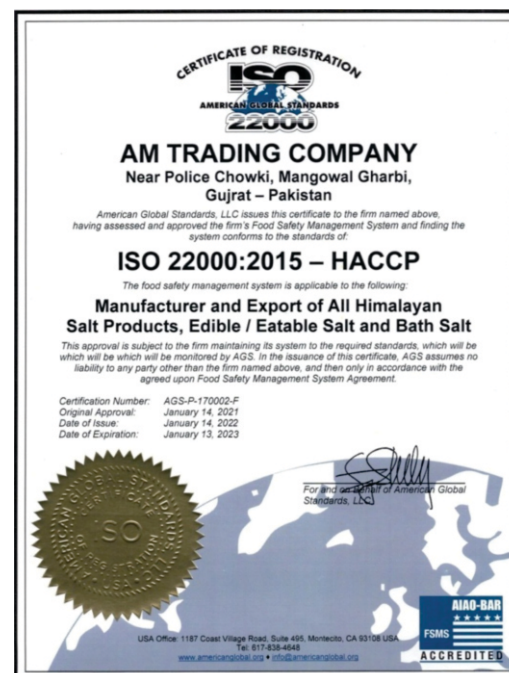 CERTIFICATE OF REGISTRATION
ISO
AMERICAN GLOBAL STANDARDS
22000
AM TRADING COMPANY
Near Police Chowki, Mangowal Gharbi,
Gujrat – Pakistan
American Global Standards, LLC issues this certificate to the firm named above,
having assessed and approved the firm's Food Safety Management System and finding the
system conforms to the standards of:
ISO 22000:2015 – HACCP
The food safety management system is applicable to the following:
Manufacturer and Export of All Himalayan
Salt Products, Edible / Eatable Salt and Bath Salt
This approval is subject to the firm maintaining its system to the required standards, which will be
which will be which will be monitored by AGS. In the issuance of this certificate, AGS assumes no
liability to any party other than the firm named above, and then only in accordance with the
agreed upon Food Safety Management System Agreement.
Certification Number: AGS-P-170002-F
Original Approval: January 14, 2021
Date of Issue: January 14, 2022
Date of Expiration: January 13, 2023
For and on Behalf of American Global
Standards, LLC
AMERICAN GLOBAL STANDARDS LLC
ISO
REGISTRATION
USA
AIAO-BAR
FSMS
ACCREDITED
USA Office: 1187 Coast Village Road, Suite 495, Montecito, CA 93108 USA
Tel: 617-838-4648
www.americanglobal.org ♦ info@americanglobal.org